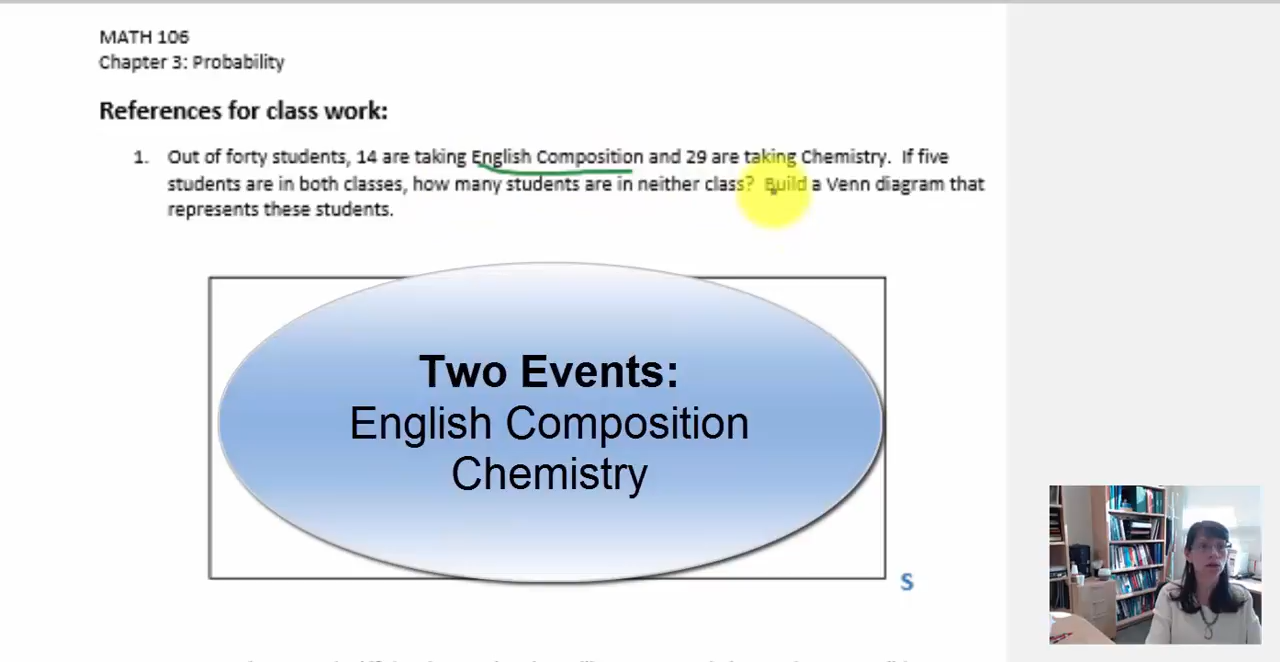 MATH 106
Chapter 3: Probability
References for class work:
1. Out of forty students, 14 are taking English Composition and 29 are taking Chemistry. If five
students are in both classes, how many students are in neither class? Build a Venn diagram that
represents these students.
Two Events:
English Composition
Chemistry
S